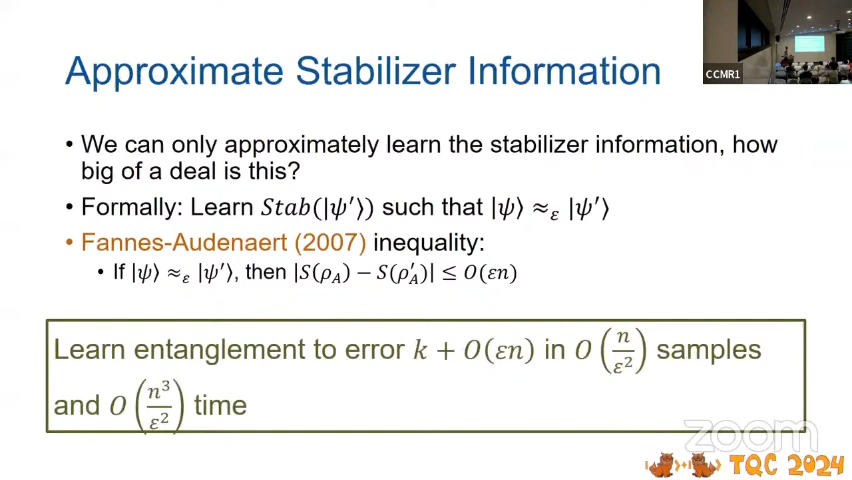 Approximate Stabilizer Information
CCMR1
• We can only approximately learn the stabilizer information, how
big of a deal is this?
• Formally: Learn Stab(|ψ′⟩) such that |ψ⟩ ≈ε |ψ′⟩
• Fannes-Audenaert (2007) inequality:
• If |ψ⟩ ≈ε |ψ′⟩, then |S(ρA) − S(ρ′A)| ≤ O(εn)
Learn entanglement to error k + O(εn) in O(n/ε²) samples
and O(n³/ε²) time
zoom
TQC 2024